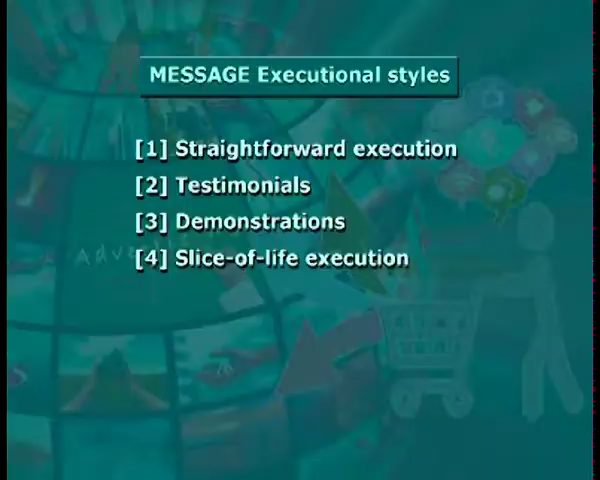 MESSAGE Executional styles
[1] Straightforward execution
[2] Testimonials
[3] Demonstrations
[4] Slice-of-life execution